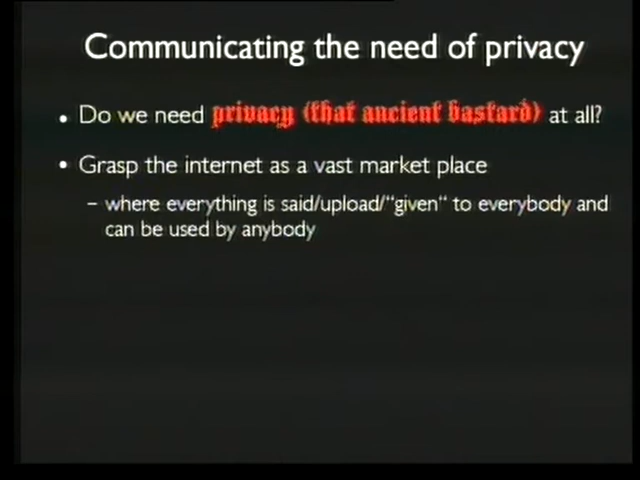 Communicating the need of privacy
• Do we need privacy (that ancient bastard) at all?
• Grasp the internet as a vast market place
– where everything is said/upload/"given" to everybody and
can be used by anybody